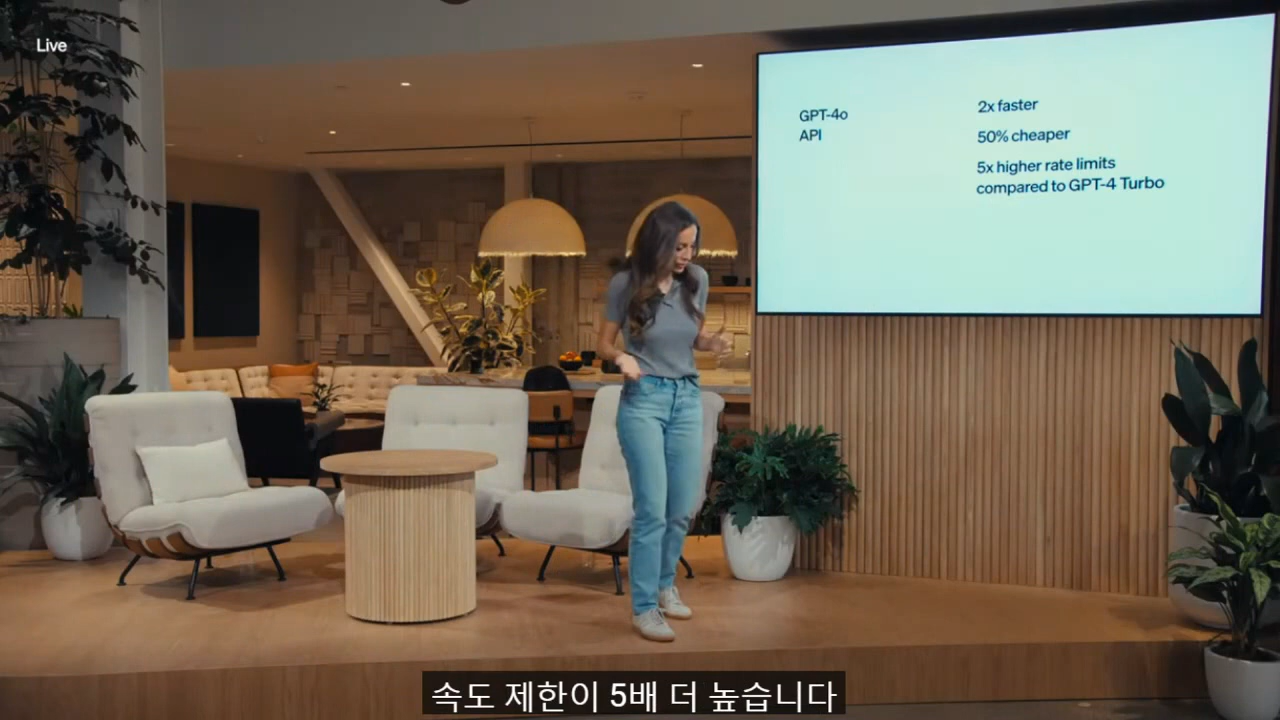 Live
GPT-4o
API
2x faster
50% cheaper
5x higher rate limits
compared to GPT-4 Turbo
속도 제한이 5배 더 높습니다